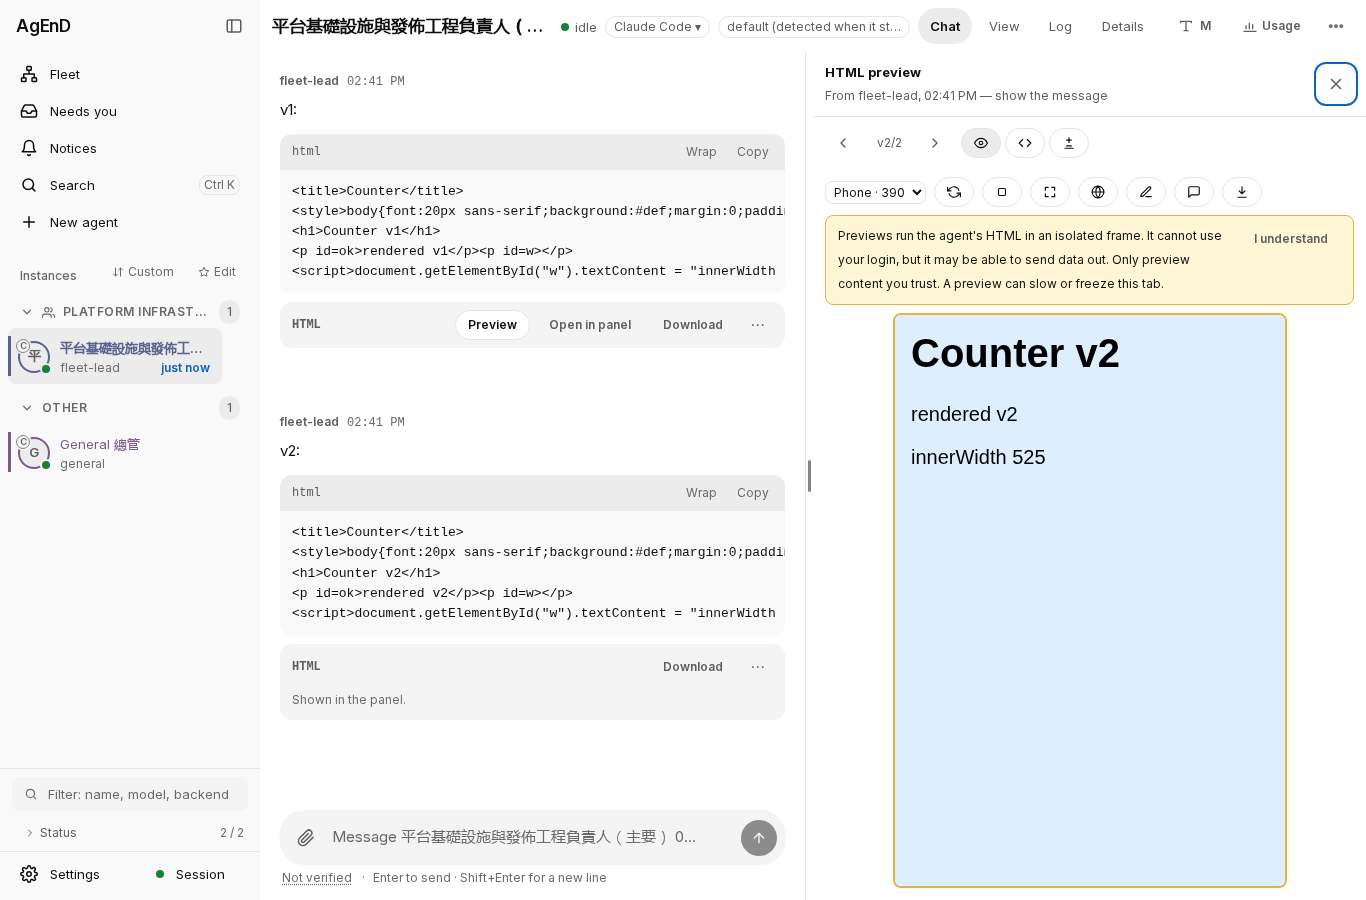 AgEnD
Fleet
Needs you
Notices
Search
Ctrl K
New agent
Instances
Custom
Edit
PLATFORM INFRAST...
1
C
平
平台基礎設施與發佈工...
fleet-lead
just now
OTHER
1
C
G
General 總管
general
Filter: name, model, backend
Status
2 / 2
Settings
Session
平台基礎設施與發佈工程負責人 ( ...
idle
Claude Code ▾
default (detected when it st...
Chat
View
Log
Details
M
Usage
fleet-lead 02:41 PM
v1:
html
Wrap
Copy
<title>Counter</title>
<style>body{font:20px sans-serif;background:#def;margin:0;paddin
<h1>Counter v1</h1>
<p id=ok>rendered v1</p><p id=w></p>
<script>document.getElementById("w").textContent = "innerWidth
HTML
Preview
Open in panel
Download
...
fleet-lead 02:41 PM
v2:
html
Wrap
Copy
<title>Counter</title>
<style>body{font:20px sans-serif;background:#def;margin:0;paddin
<h1>Counter v2</h1>
<p id=ok>rendered v2</p><p id=w></p>
<script>document.getElementById("w").textContent = "innerWidth
HTML
Download
...
Shown in the panel.
Message 平台基礎設施與發佈工程負責人（主要） 0...
Not verified · Enter to send · Shift+Enter for a new line
HTML preview
From fleet-lead, 02:41 PM — show the message
v2/2
Phone · 390
Previews run the agent's HTML in an isolated frame. It cannot use
your login, but it may be able to send data out. Only preview
content you trust. A preview can slow or freeze this tab.
I understand
Counter v2
rendered v2
innerWidth 525